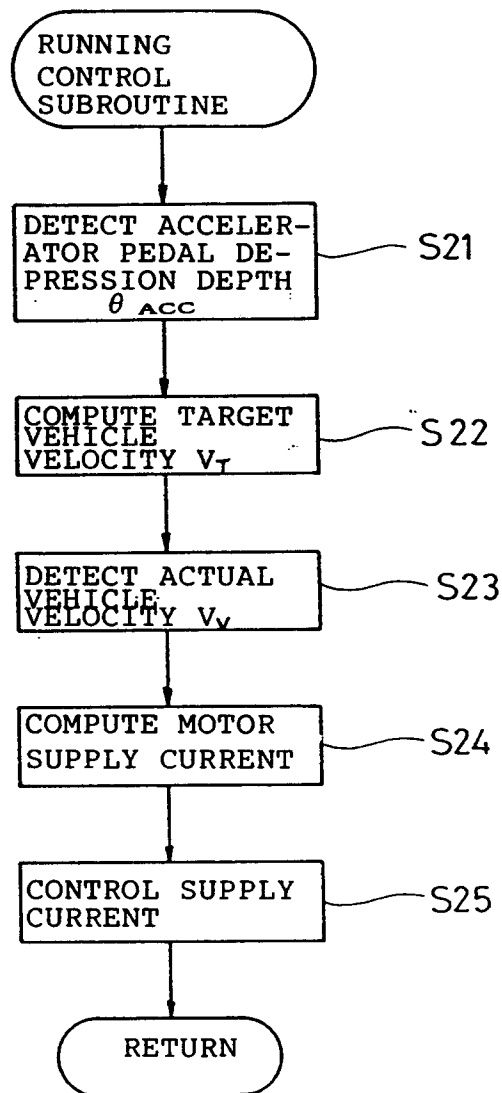 RUNNING
CONTROL
SUBROUTINE
DETECT ACCELER-
ATOR PEDAL DE-
PRESSION DEPTH
θ ACC
S21
COMPUTE TARGET
VEHICLE
VELOCITY VT
S22
DETECT ACTUAL
VEHICLE
VELOCITY VV
S23
COMPUTE MOTOR
SUPPLY CURRENT
S24
CONTROL SUPPLY
CURRENT
S25
RETURN